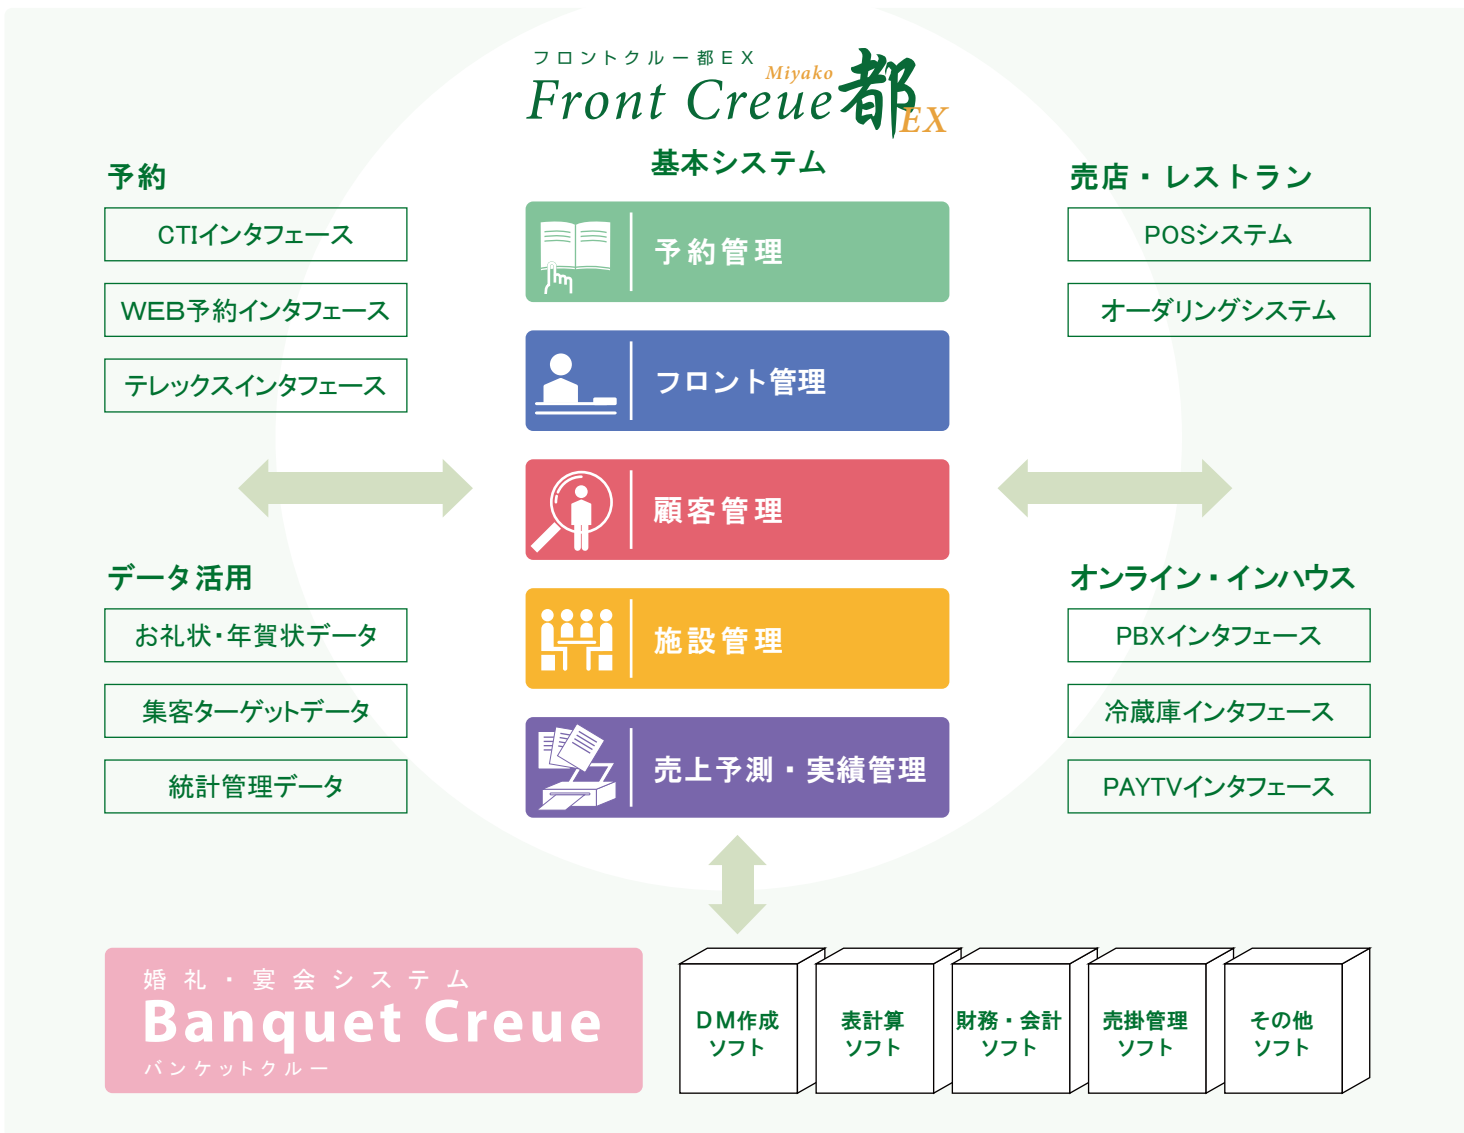 フロントクルー都EX
Miyako
Front Creue 都EX
基本システム
予約管理
フロント管理
顧客管理
施設管理
売上予測・実績管理
予約
CTIインタフェース
WEB予約インタフェース
テレックスインタフェース
データ活用
お礼状・年賀状データ
集客ターゲットデータ
統計管理データ
売店・レストラン
POSシステム
オーダリングシステム
オンライン・インハウス
PBXインタフェース
冷蔵庫インタフェース
PAYTVインタフェース
婚礼・宴会システム
Banquet Creue
バンケットクルー
DM作成
ソフト
表計算
ソフト
財務・会計
ソフト
売掛管理
ソフト
その他
ソフト